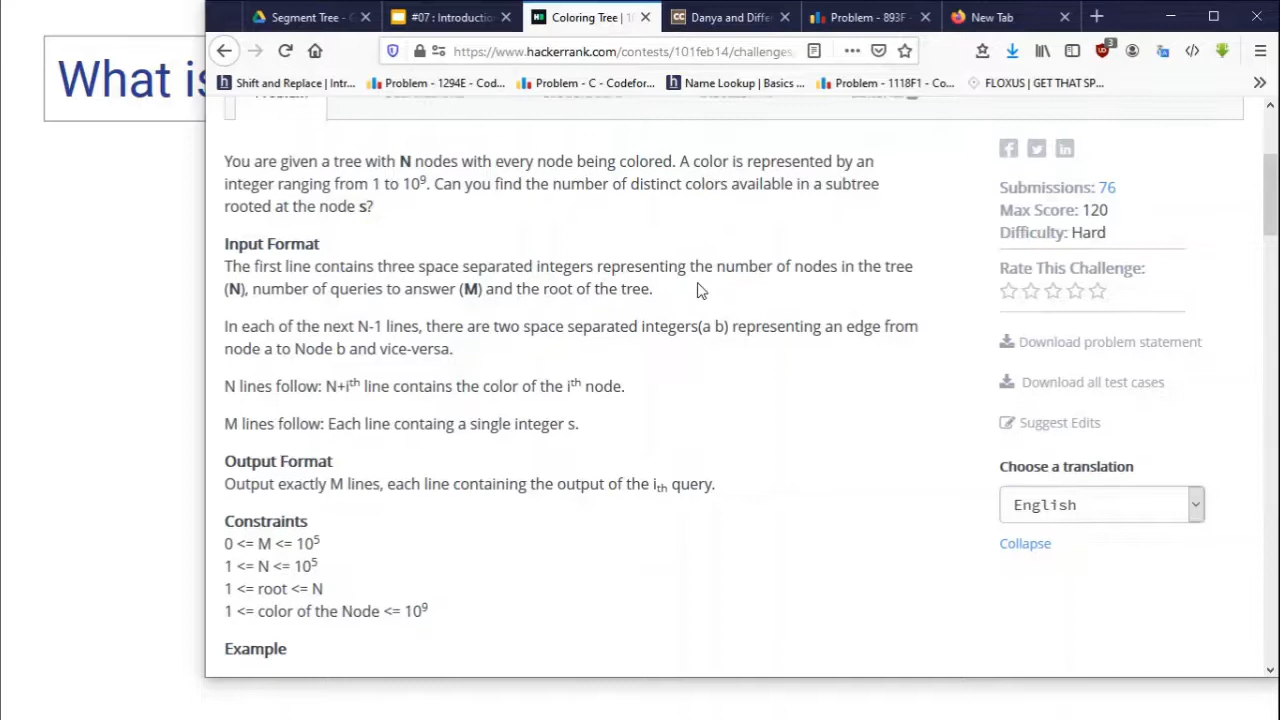 What is
Segment Tree - G
#07 : Introductio
Coloring Tree | 1
Danya and Diffe
Problem - 893F -
New Tab
https://www.hackerrank.com/contests/101feb14/challenges
3
Shift and Replace | Intr...
Problem - 1294E - Cod...
Problem - C - Codefor...
Name Lookup | Basics ...
Problem - 1118F1 - Co...
FLOXUS | GET THAT SP...
You are given a tree with N nodes with every node being colored. A color is represented by an
integer ranging from 1 to 10⁹. Can you find the number of distinct colors available in a subtree
rooted at the node s?
Input Format
The first line contains three space separated integers representing the number of nodes in the tree
(N), number of queries to answer (M) and the root of the tree.
In each of the next N-1 lines, there are two space separated integers(a b) representing an edge from
node a to Node b and vice-versa.
N lines follow: N+iᵗʰ line contains the color of the iᵗʰ node.
M lines follow: Each line containg a single integer s.
Output Format
Output exactly M lines, each line containing the output of the iₜₕ query.
Constraints
0 <= M <= 10⁵
1 <= N <= 10⁵
1 <= root <= N
1 <= color of the Node <= 10⁹
Example
Submissions: 76
Max Score: 120
Difficulty: Hard
Rate This Challenge:
Download problem statement
Download all test cases
Suggest Edits
Choose a translation
English
Collapse